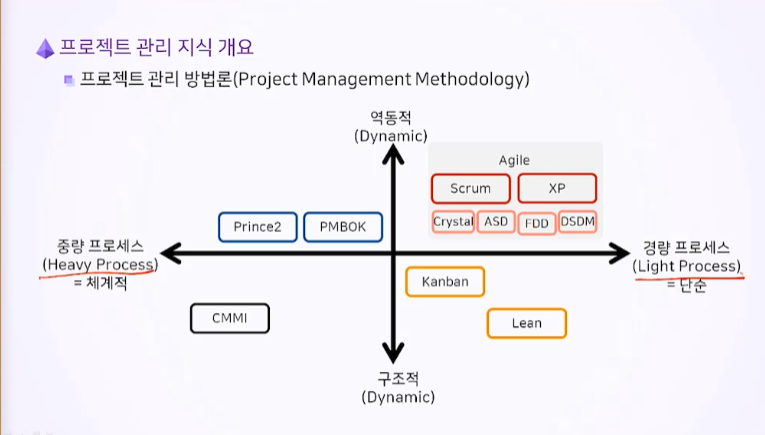 프로젝트 관리 지식 개요
프로젝트 관리 방법론(Project Management Methodology)
역동적
(Dynamic)
Agile
Scrum XP
Crystal ASD FDD DSDM
Prince2 PMBOK
중량 프로세스
(Heavy Process)
= 체계적
경량 프로세스
(Light Process)
= 단순
Kanban
CMMI
Lean
구조적
(Dynamic)